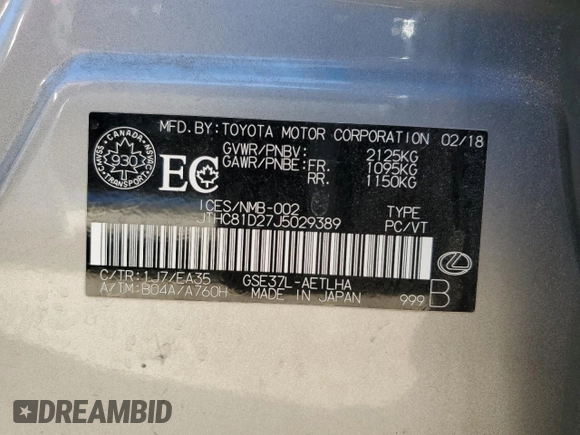 MFD.BY:TOYOTA MOTOR CORPORATION 02/18
GVWR/PNBV: 2125KG
GAWR/PNBE:FR. 1095KG
RR. 1150KG
CANADA
NSVAC
930
TRANSPORT
EC
ICES/NMB-002
JTHC81D27J5029389
TYPE
PC/VT
C/TR:1J7/EA35 GSE37L-AETLHA
A/TM:B04A/A760H MADE IN JAPAN 999 B
DREAMBID